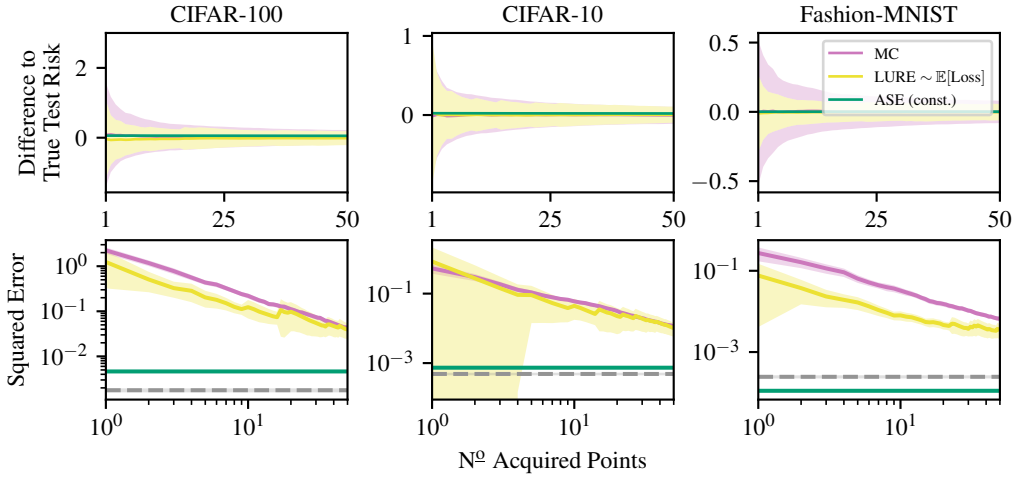 CIFAR-100
CIFAR-10
Fashion-MNIST
Difference to
True Test Risk
2
0
1
0
0.5
0.0
−0.5
MC
LURE ∼ 𝔼[Loss]
ASE (const.)
1
25
50
1
25
50
1
25
50
Squared Error
10⁰
10⁻¹
10⁻²
10⁻¹
10⁻³
10⁻¹
10⁻³
10⁰
10¹
10⁰
10¹
10⁰
10¹
Nº Acquired Points